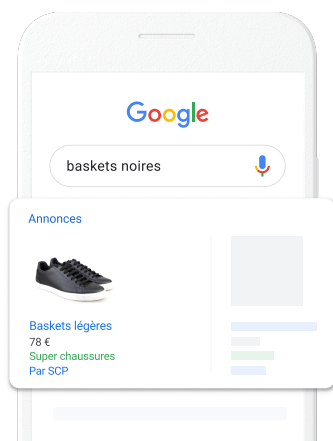 Google
baskets noires
Annonces
Baskets légères
78 €
Super chaussures
Par SCP